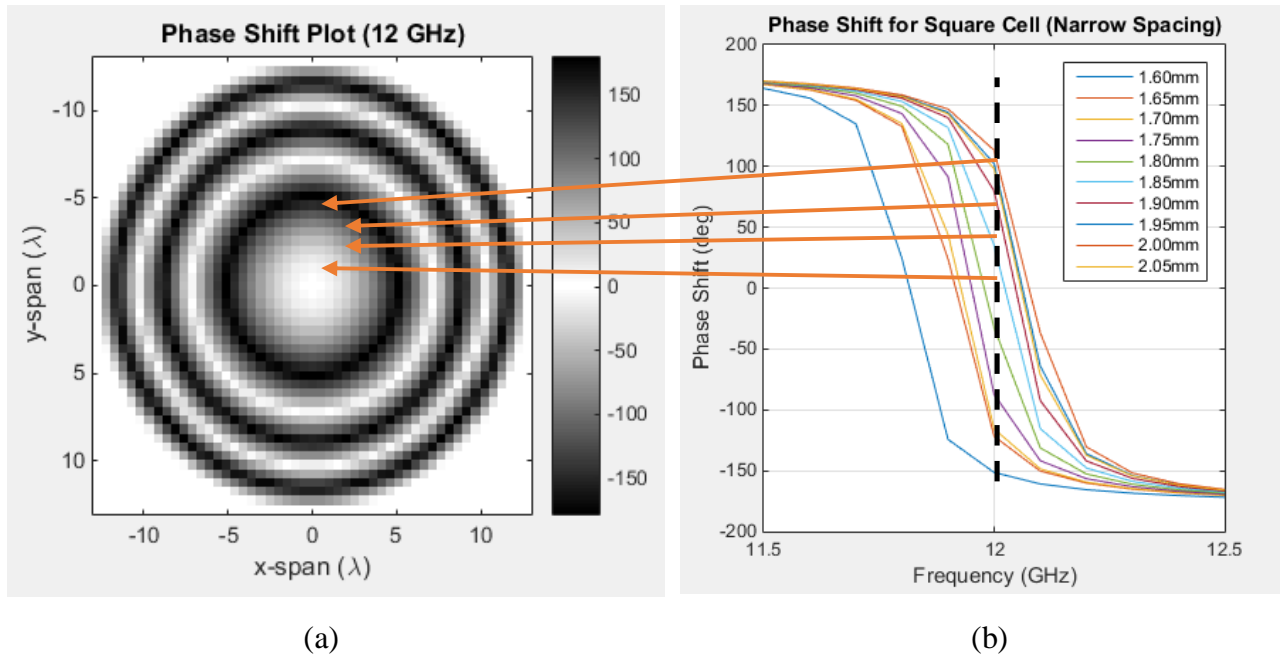 Phase Shift Plot (12 GHz)
-10
-5
0
5
10
y-span (λ)
-10
-5
0
5
10
x-span (λ)
150
100
50
0
-50
-100
-150
(a)
Phase Shift for Square Cell (Narrow Spacing)
200
150
100
50
0
-50
-100
-150
-200
Phase Shift (deg)
11.5
12
12.5
Frequency (GHz)
1.60mm
1.65mm
1.70mm
1.75mm
1.80mm
1.85mm
1.90mm
1.95mm
2.00mm
2.05mm
(b)